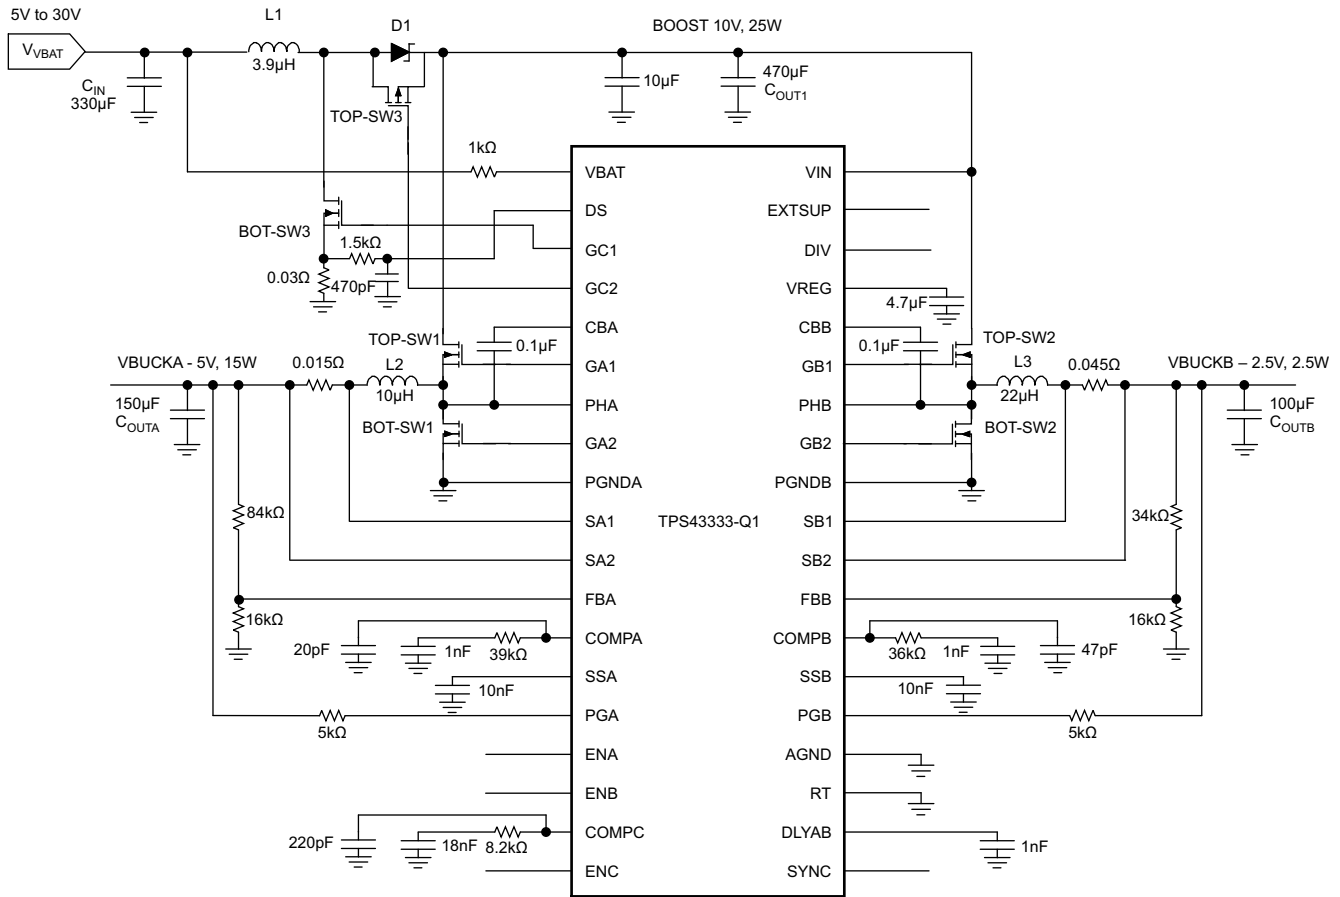 5V to 30V
L1
D1
BOOST 10V, 25W
VVBAT
3.9µH
CIN
330µF
10µF
470µF
COUT1
TOP-SW3
1kΩ
VBAT
VIN
DS
EXTSUP
BOT-SW3
1.5kΩ
GC1
DIV
0.03Ω
470pF
GC2
VREG
4.7µF
CBA
CBB
TOP-SW1
0.1µF
0.1µF
TOP-SW2
VBUCKA - 5V, 15W
0.015Ω
L2
GA1
GB1
L3
0.045Ω
VBUCKB – 2.5V, 2.5W
10µH
22µH
150µF
COUTA
PHA
PHB
100µF
COUTB
BOT-SW1
BOT-SW2
GA2
GB2
PGNDA
PGNDB
84kΩ
SA1
TPS43333-Q1
SB1
34kΩ
SA2
SB2
FBA
FBB
16kΩ
16kΩ
COMPA
COMPB
20pF
1nF
39kΩ
36kΩ
1nF
47pF
SSA
SSB
10nF
10nF
PGA
PGB
5kΩ
5kΩ
ENA
AGND
ENB
RT
COMPC
DLYAB
220pF
18nF
8.2kΩ
1nF
ENC
SYNC